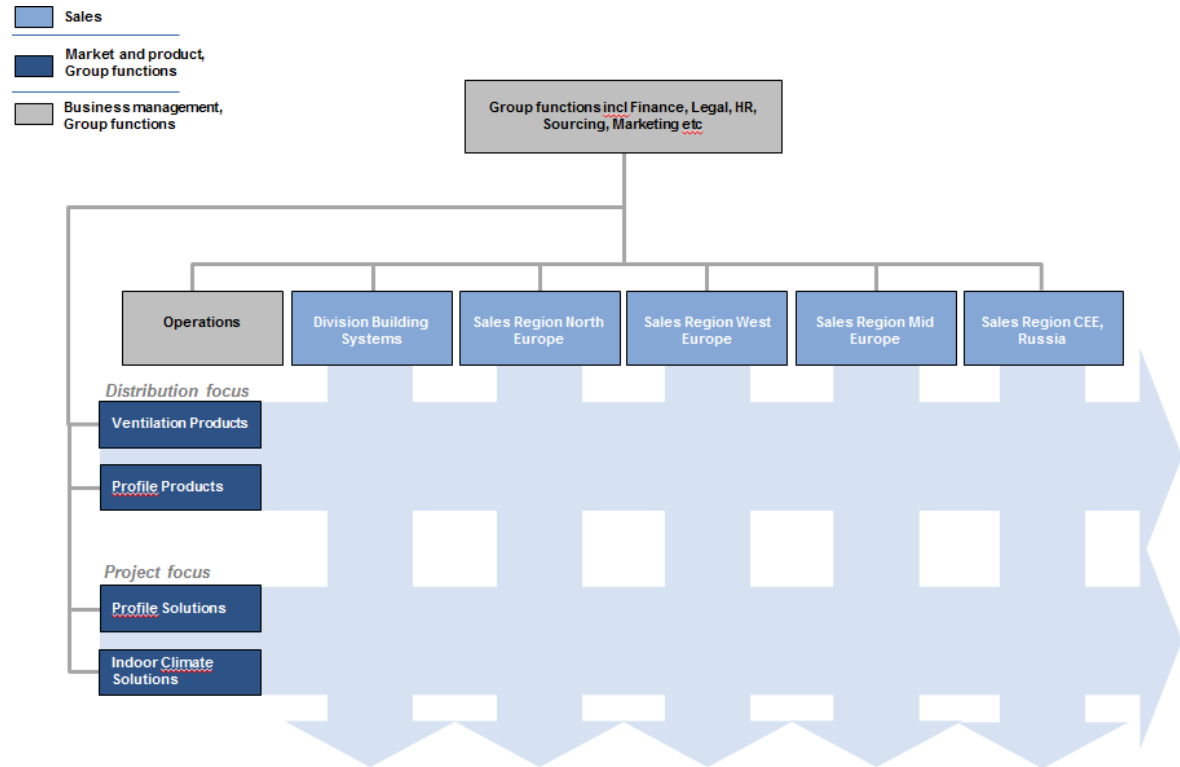 Sales
Market and product,
Group functions
Business management,
Group functions
Group functions incl Finance, Legal, HR,
Sourcing, Marketing etc
Operations
Division Building
Systems
Sales Region North
Europe
Sales Region West
Europe
Sales Region Mid
Europe
Sales Region CEE,
Russia
Distribution focus
Ventilation Products
Profile Products
Project focus
Profile Solutions
Indoor Climate
Solutions